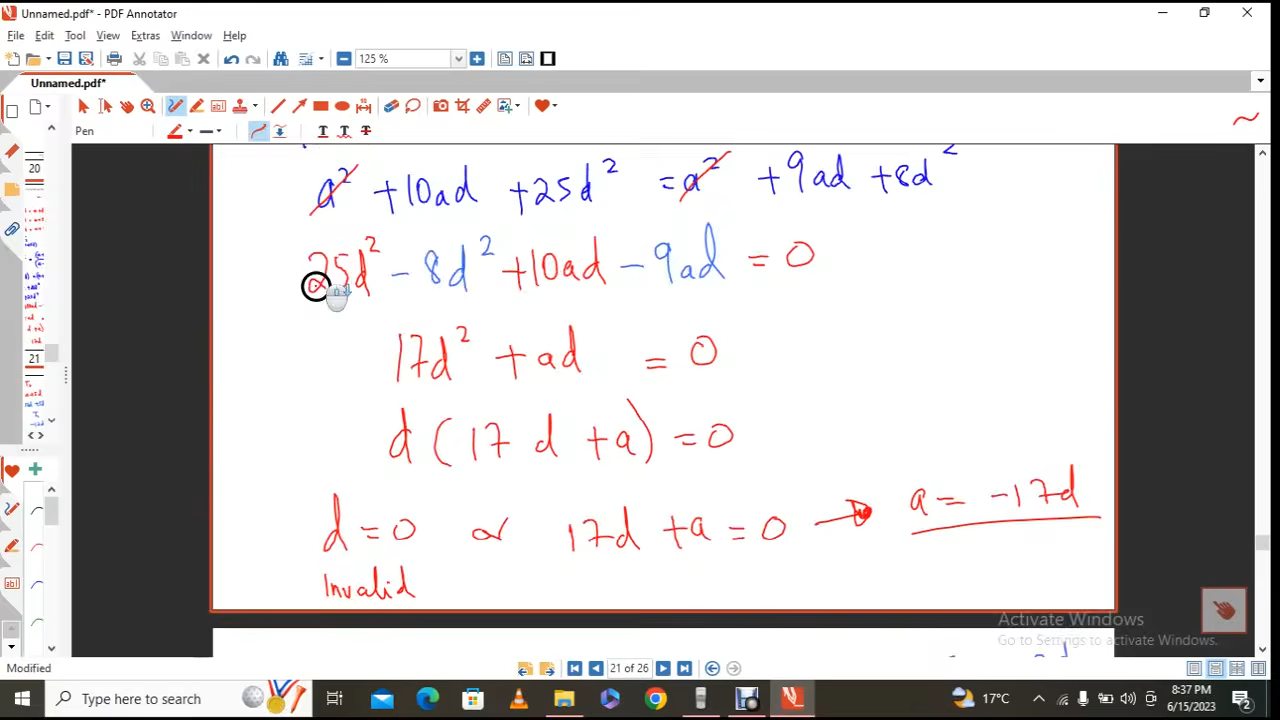 Unnamed.pdf* - PDF Annotator
File Edit Tool View Extras Window Help
125 %
Unnamed.pdf*
Pen
T T T
20
21
a² +10ad +25d² =a² +9ad +8d²
25d² - 8d² +10ad - 9ad = 0
17d² + ad = 0
d ( 17 d +a) = 0
d = 0 or 17d +a = 0 → a = -17d
Invalid
Activate Windows
Go to Settings to activate Windows.
21 of 26
Modified
Type here to search
17°C
8:37 PM
6/15/2023
2